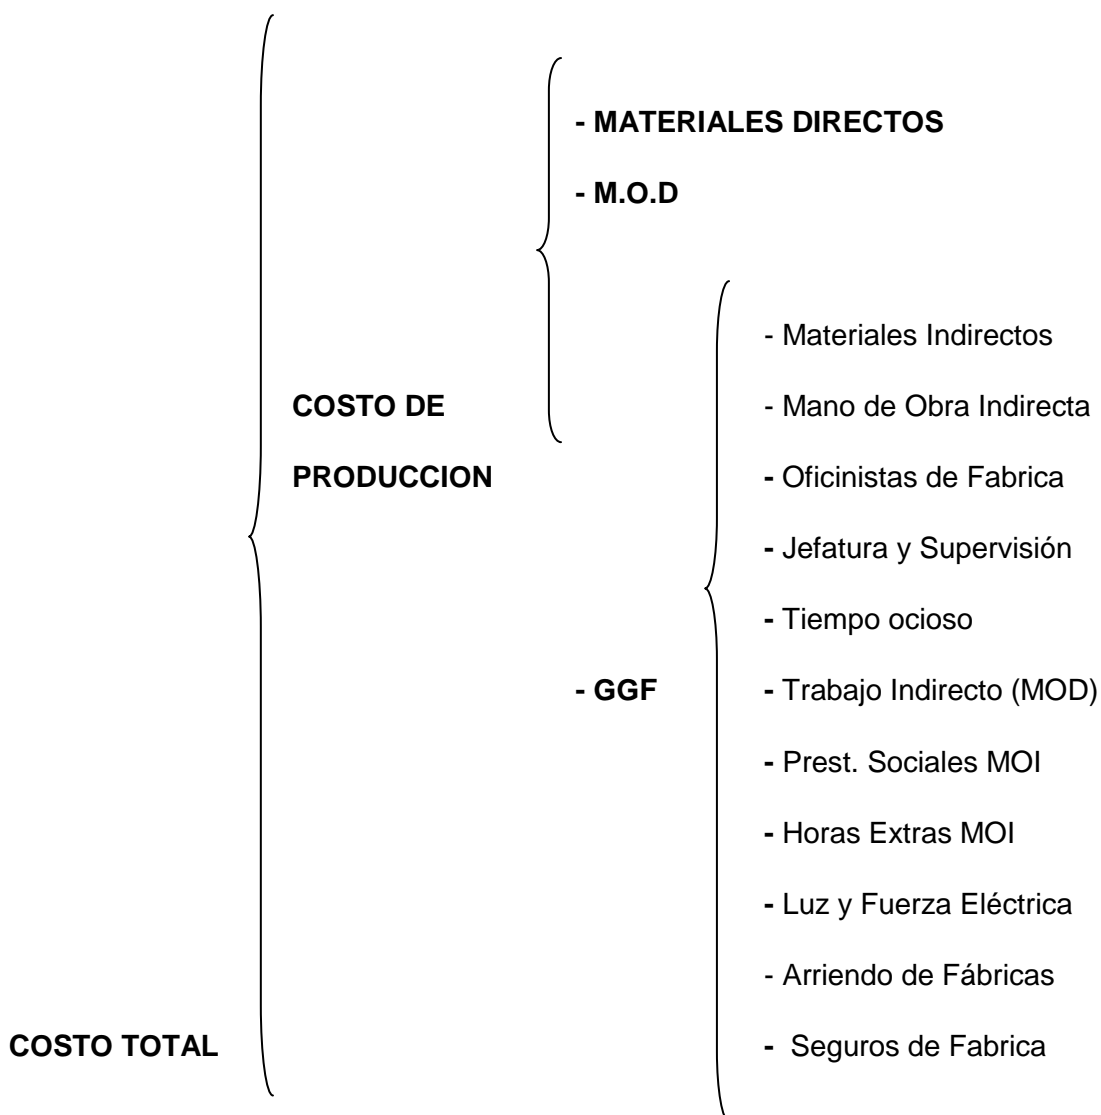 - MATERIALES DIRECTOS
- M.O.D
- Materiales Indirectos
COSTO DE - Mano de Obra Indirecta
PRODUCCION - Oficinistas de Fabrica
- Jefatura y Supervisión
- Tiempo ocioso
- GGF - Trabajo Indirecto (MOD)
- Prest. Sociales MOI
- Horas Extras MOI
- Luz y Fuerza Eléctrica
- Arriendo de Fábricas
COSTO TOTAL - Seguros de Fabrica